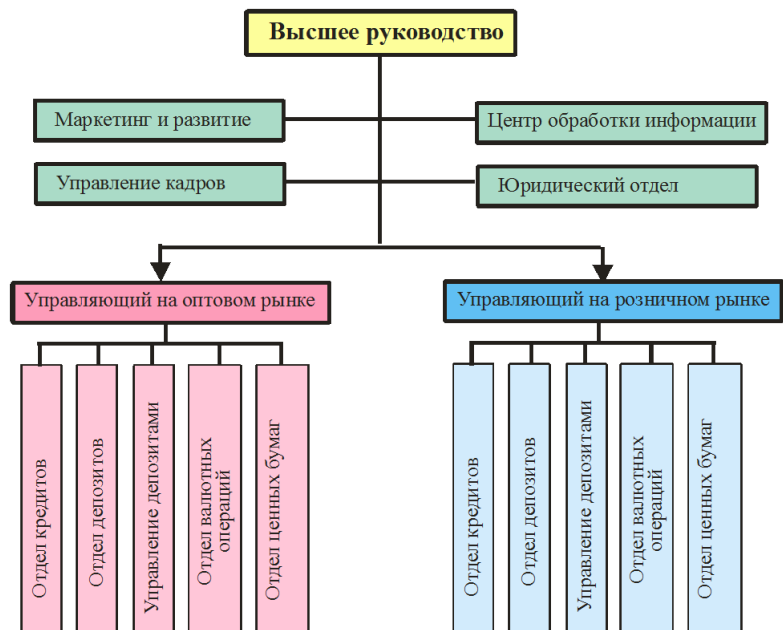 Высшее руководство
Маркетинг и развитие
Центр обработки информации
Управление кадров
Юридический отдел
Управляющий на оптовом рынке
Управляющий на розничном рынке
Отдел кредитов
Отдел депозитов
Управление депозитами
Отдел валютных
операций
Отдел ценных бумаг
Отдел кредитов
Отдел депозитов
Управление депозитами
Отдел валютных
операций
Отдел ценных бумаг